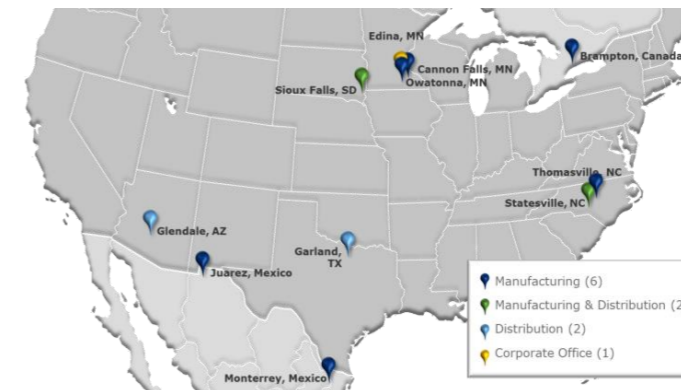 Edina, MN
Brampton, Canada
Cannon Falls, MN
Owatonna, MN
Sioux Falls, SD
Thomasville, NC
Statesville, NC
Glendale, AZ
Garland,
TX
Juarez, Mexico
Monterrey, Mexico
Manufacturing (6)
Manufacturing & Distribution (2
Distribution (2)
Corporate Office (1)